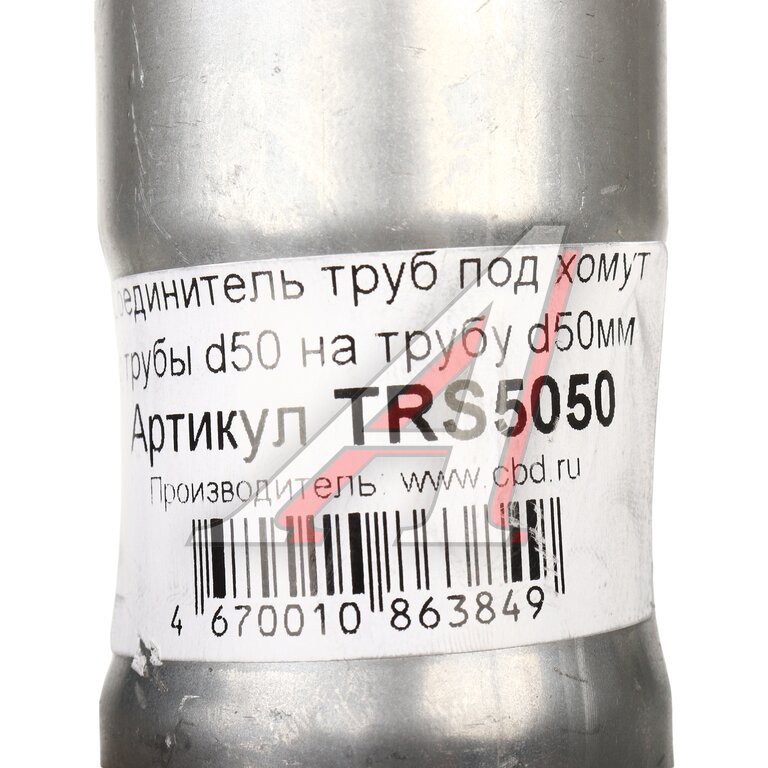 оединитель труб под хомут
трубы d50 на трубу d50мм
Артикул TRS5050
Производитель: www.cbd.ru
4 670010 863849